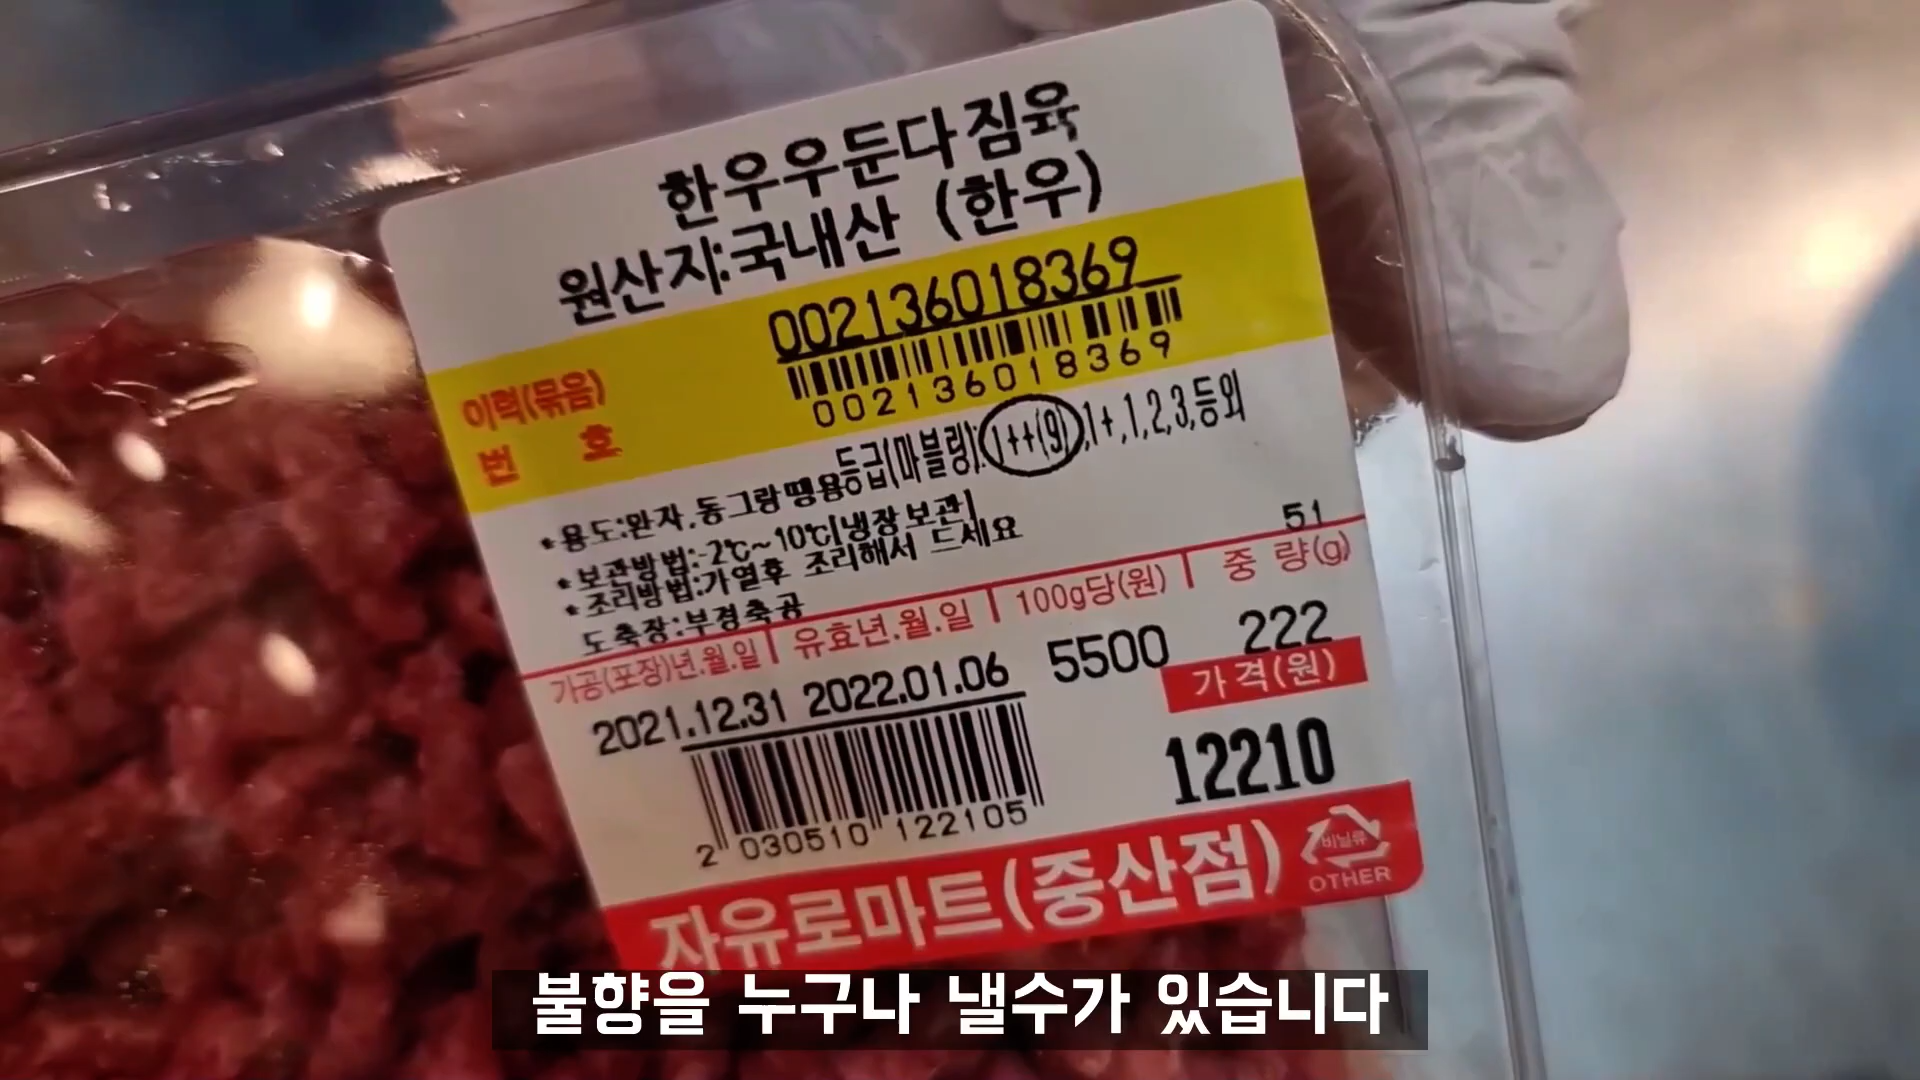 한우우둔다짐육
원산지:국내산 (한우)
002136018369
이력(묶음)
번 호
002136018369
등급(마블링):1++(9),1+,1,2,3,등외
*용도:완자.동그랑땡용
*보관방법:-2℃~10℃[냉장보관]
*조리방법:가열후 조리해서 드세요
도축장:부경축공
51
가공(포장)년.월.일 유효년.월.일 100g당(원) 중 량(g)
2021.12.31 2022.01.06 5500 222
가격(원)
12210
2 030510 122105
자유로마트(중산점)
비닐류
OTHER
불향을 누구나 낼수가 있습니다